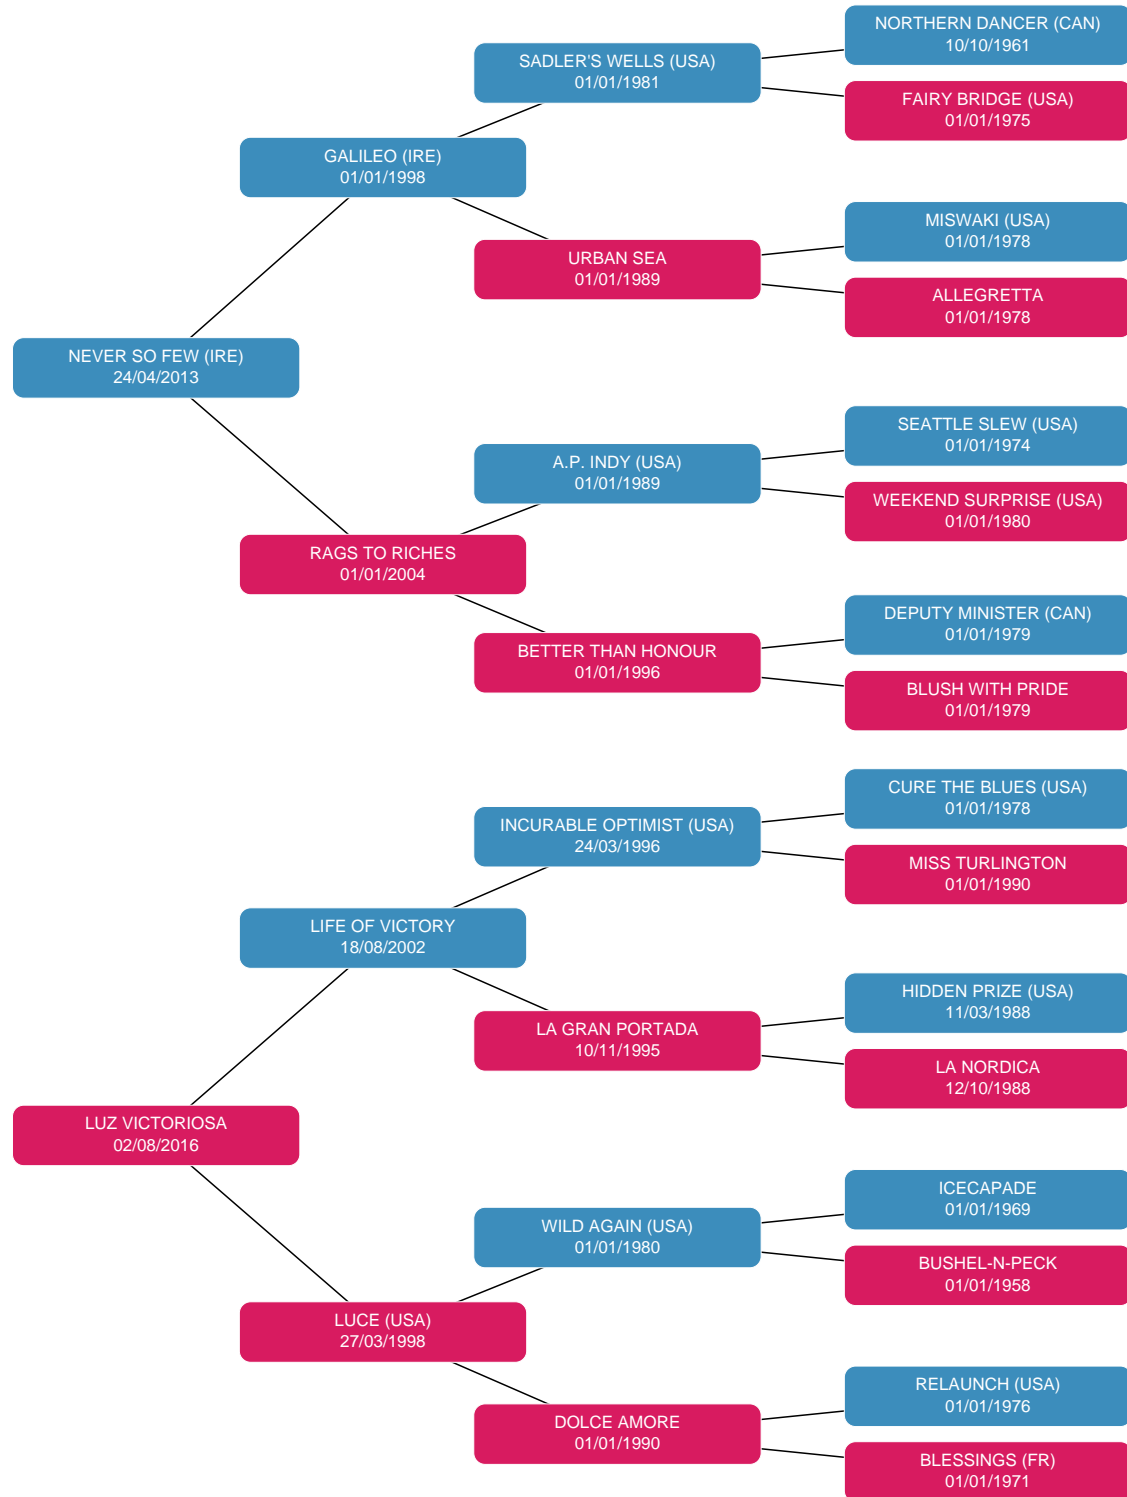 NORTHERN DANCER (CAN)
10/10/1961
SADLER'S WELLS (USA)
01/01/1981
FAIRY BRIDGE (USA)
01/01/1975
GALILEO (IRE)
01/01/1998
MISWAKI (USA)
01/01/1978
URBAN SEA
01/01/1989
ALLEGRETTA
01/01/1978
NEVER SO FEW (IRE)
24/04/2013
SEATTLE SLEW (USA)
01/01/1974
A.P. INDY (USA)
01/01/1989
WEEKEND SURPRISE (USA)
01/01/1980
RAGS TO RICHES
01/01/2004
DEPUTY MINISTER (CAN)
01/01/1979
BETTER THAN HONOUR
01/01/1996
BLUSH WITH PRIDE
01/01/1979
CURE THE BLUES (USA)
01/01/1978
INCURABLE OPTIMIST (USA)
24/03/1996
MISS TURLINGTON
01/01/1990
LIFE OF VICTORY
18/08/2002
HIDDEN PRIZE (USA)
11/03/1988
LA GRAN PORTADA
10/11/1995
LA NORDICA
12/10/1988
LUZ VICTORIOSA
02/08/2016
ICECAPADE
01/01/1969
WILD AGAIN (USA)
01/01/1980
BUSHEL-N-PECK
01/01/1958
LUCE (USA)
27/03/1998
RELAUNCH (USA)
01/01/1976
DOLCE AMORE
01/01/1990
BLESSINGS (FR)
01/01/1971